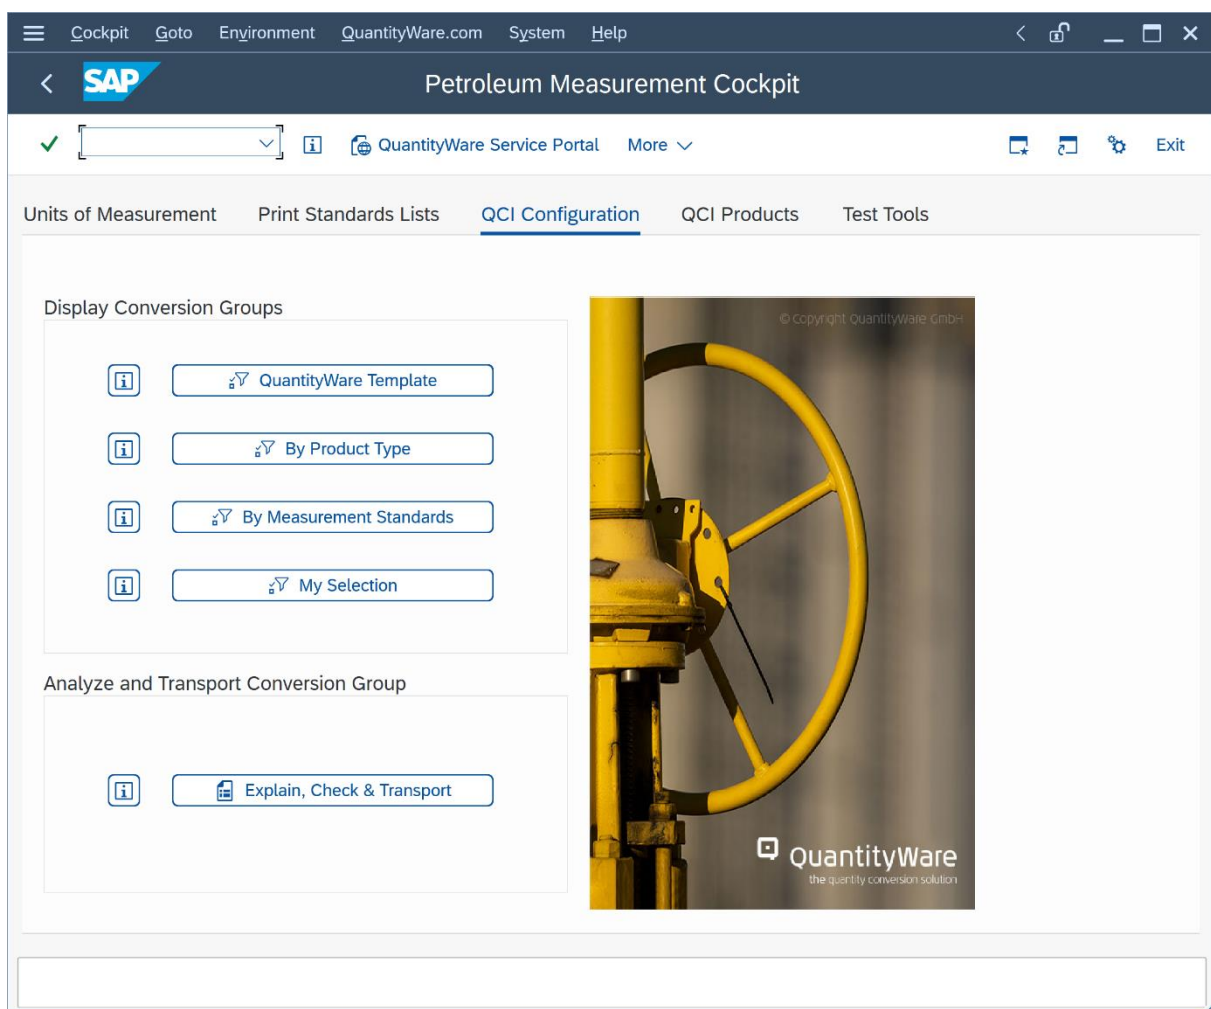 Cockpit Goto Environment QuantityWare.com System Help
SAP Petroleum Measurement Cockpit
QuantityWare Service Portal More Exit
Units of Measurement Print Standards Lists QCI Configuration QCI Products Test Tools
Display Conversion Groups
© Copyright QuantityWare GmbH
QuantityWare Template
By Product Type
By Measurement Standards
My Selection
Analyze and Transport Conversion Group
Explain, Check & Transport
QuantityWare
the quantity conversion solution